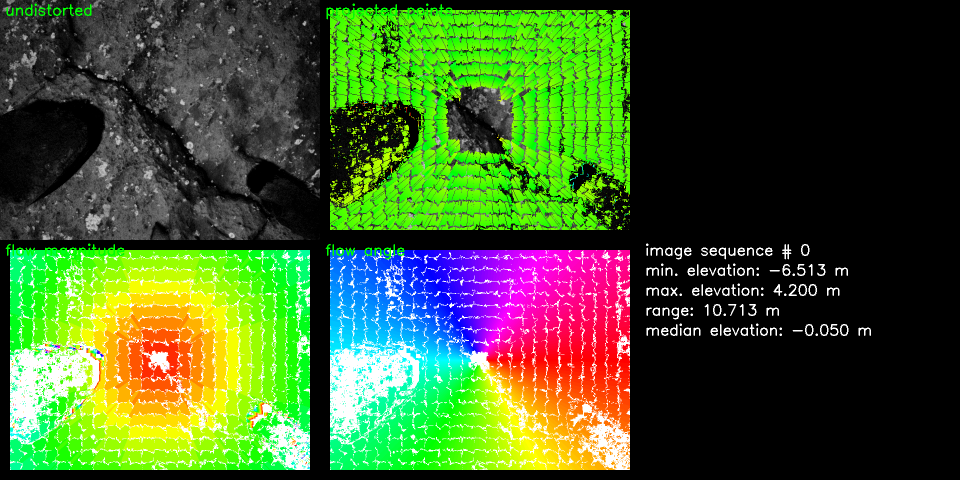 undistorted
projected points
flow magnitude
flow angle
image sequence # 0
min. elevation: −6.513 m
max. elevation: 4.200 m
range: 10.713 m
median elevation: −0.050 m